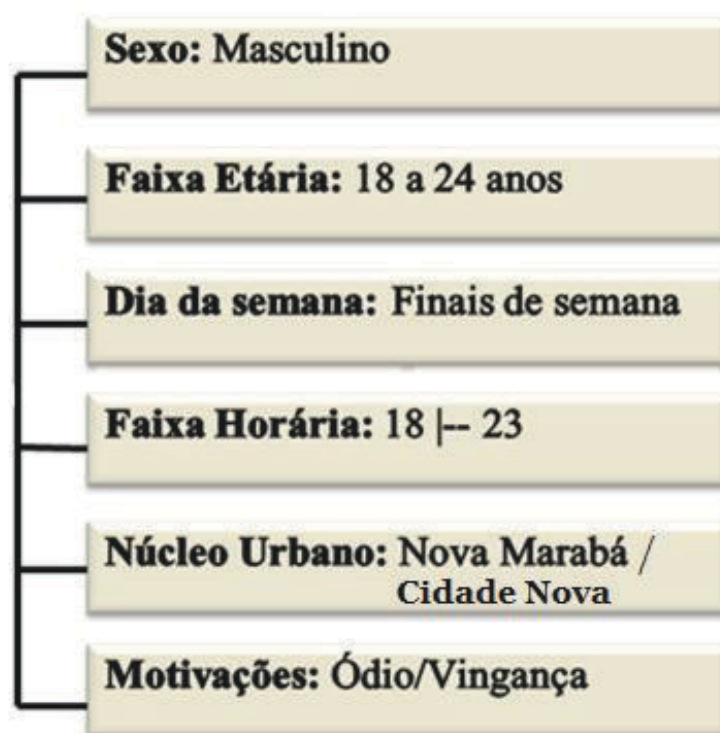 Sexo: Masculino
Faixa Etária: 18 a 24 anos
Dia da semana: Finais de semana
Faixa Horária: 18 |-- 23
Núcleo Urbano: Nova Marabá /
Cidade Nova
Motivações: Ódio/Vingança